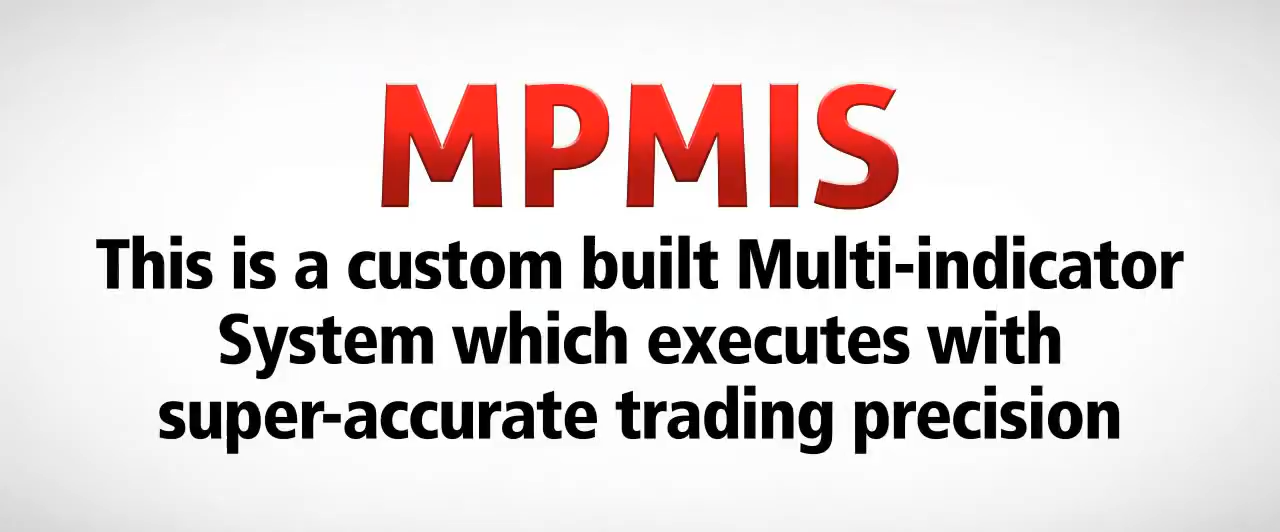 MPMIS
This is a custom built Multi-indicator
System which executes with
super-accurate trading precision